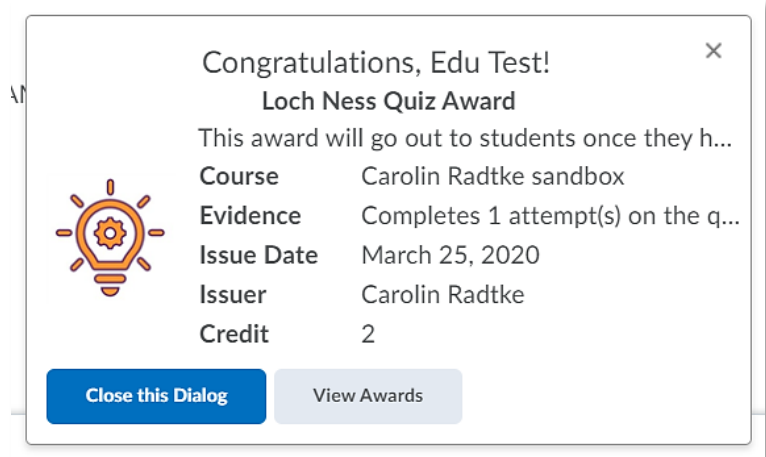 Congratulations, Edu Test!
Loch Ness Quiz Award
This award will go out to students once they h...
Course Carolin Radtke sandbox
Evidence Completes 1 attempt(s) on the q...
Issue Date March 25, 2020
Issuer Carolin Radtke
Credit 2
Close this Dialog View Awards